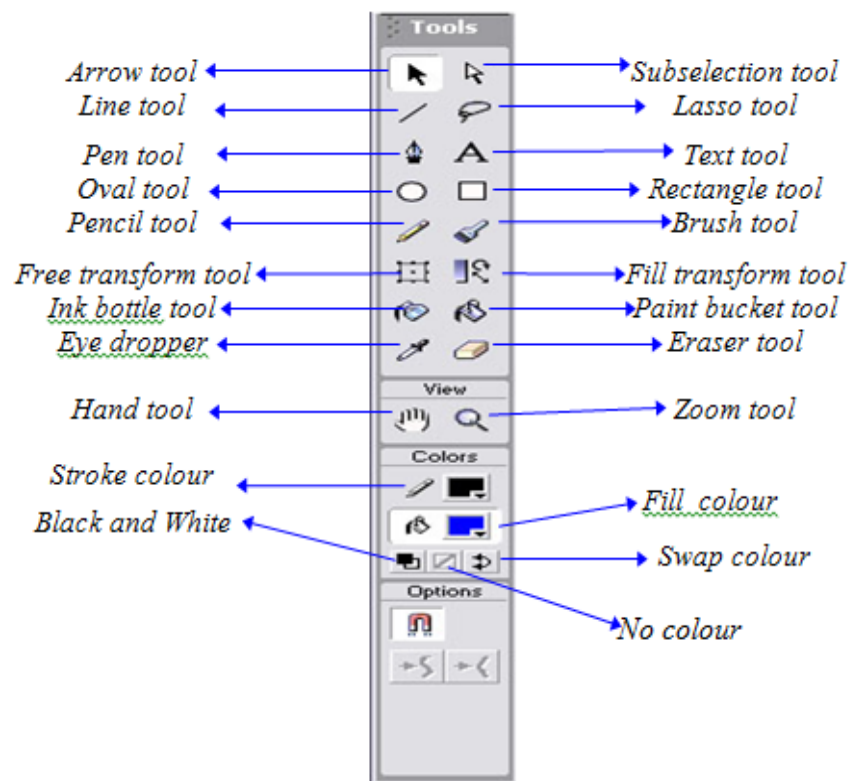 Tools
Arrow tool
Subselection tool
Line tool
Lasso tool
Pen tool
Text tool
Oval tool
Rectangle tool
Pencil tool
Brush tool
Free transform tool
Fill transform tool
Ink bottle tool
Paint bucket tool
Eye dropper
Eraser tool
View
Hand tool
Zoom tool
Colors
Stroke colour
Fill colour
Black and White
Swap colour
Options
No colour